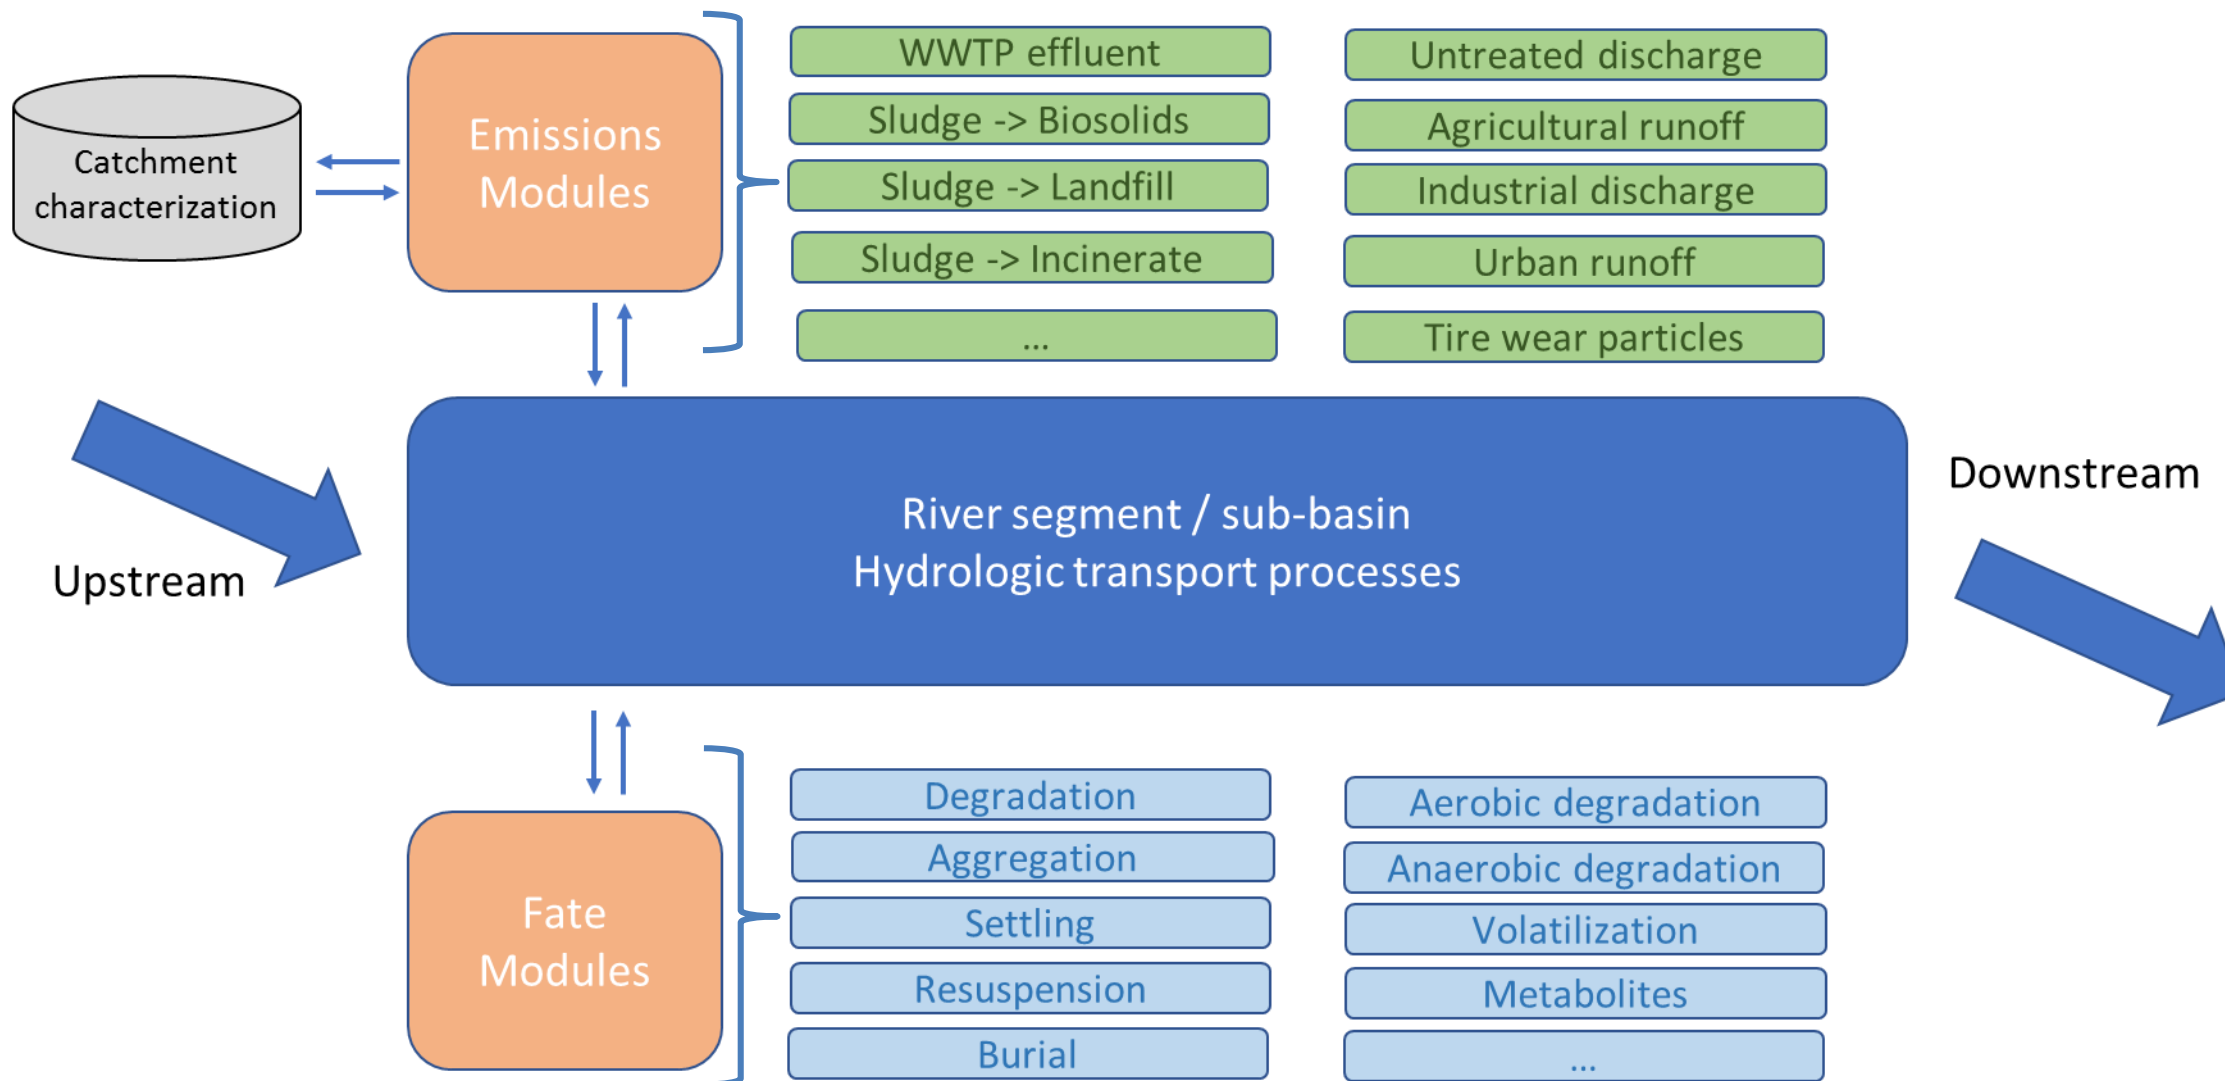 Catchment
characterization
Emissions
Modules
WWTP effluent
Sludge -> Biosolids
Sludge -> Landfill
Sludge -> Incinerate
...
Untreated discharge
Agricultural runoff
Industrial discharge
Urban runoff
Tire wear particles
Upstream
River segment / sub-basin
Hydrologic transport processes
Downstream
Fate
Modules
Degradation
Aggregation
Settling
Resuspension
Burial
Aerobic degradation
Anaerobic degradation
Volatilization
Metabolites
...